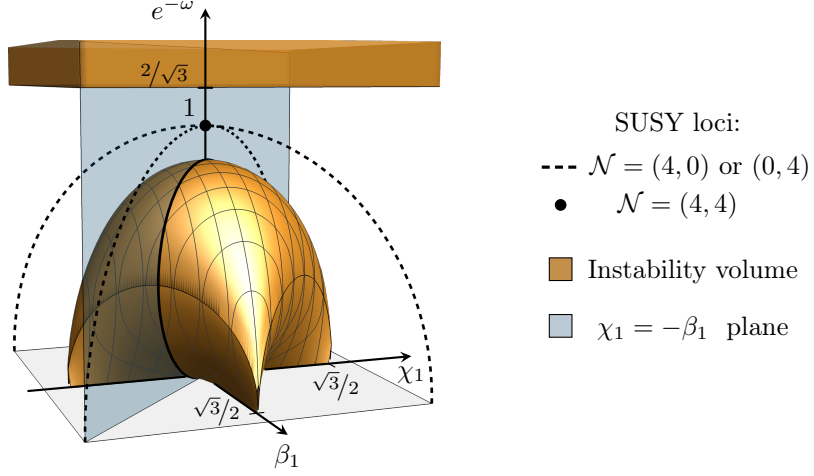 e^{-ω}
2/√3
1
√3/2
χ₁
√3/2
β₁
SUSY loci:
𝒩 = (4, 0) or (0, 4)
𝒩 = (4, 4)
Instability volume
χ₁ = −β₁ plane